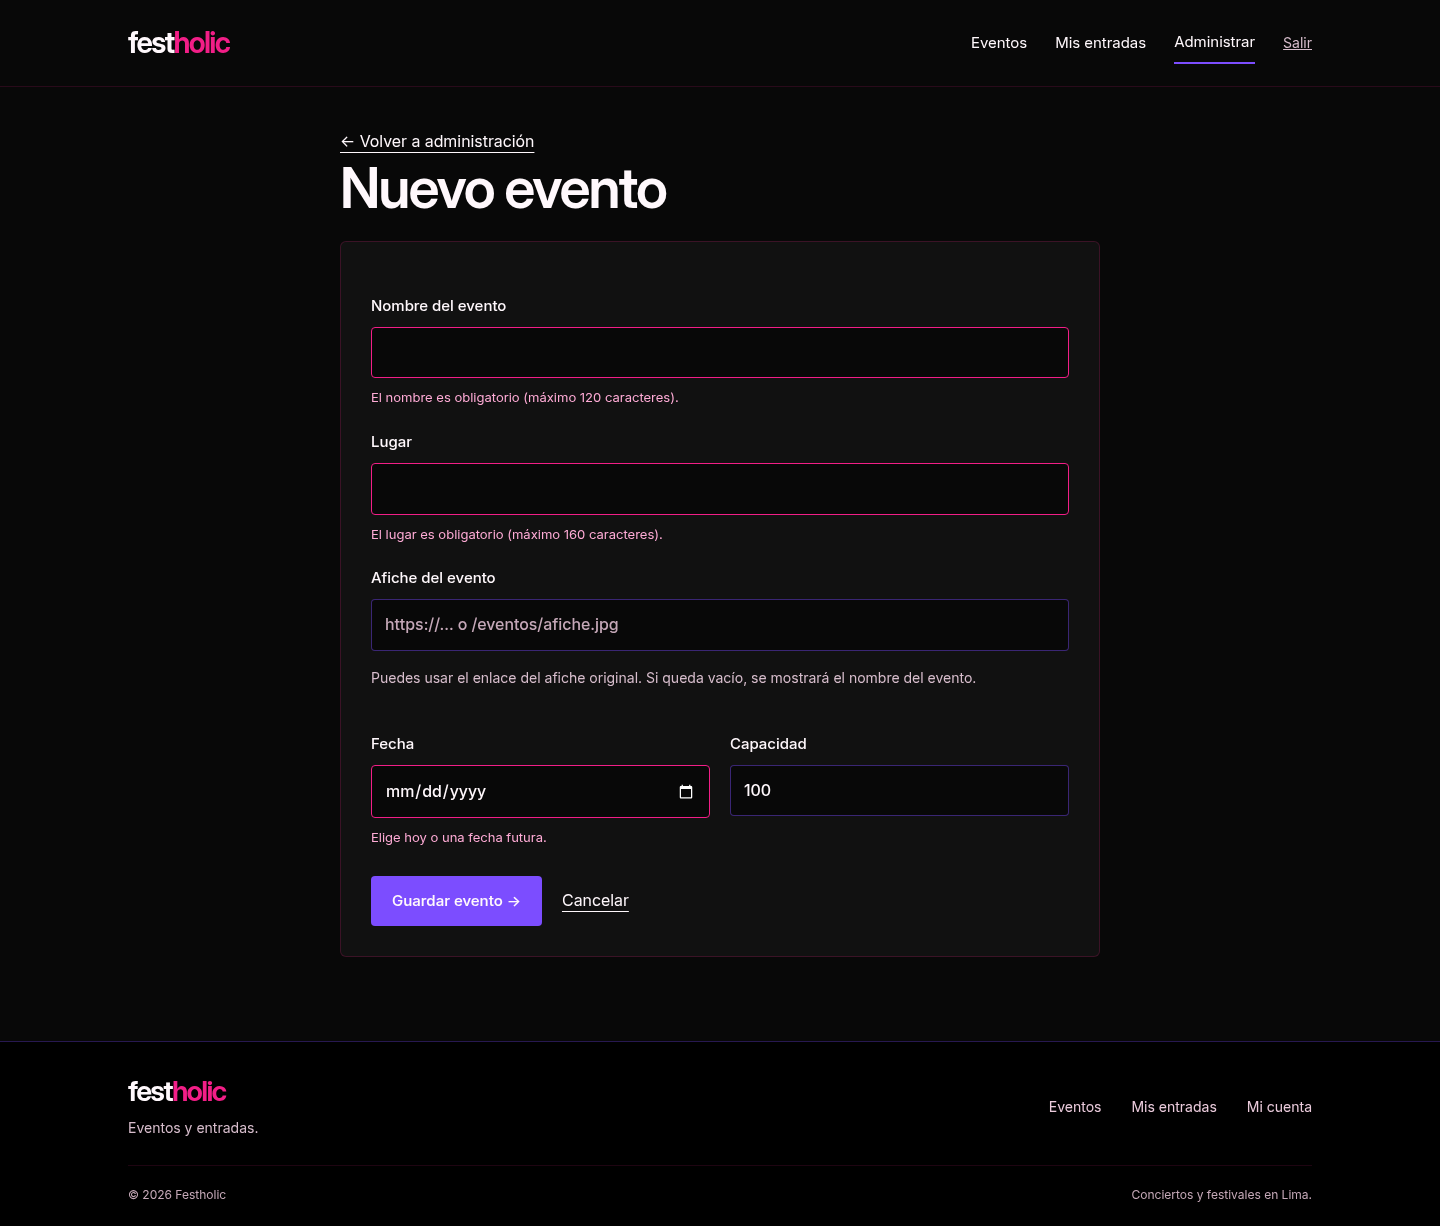 festholic
Eventos
Mis entradas
Administrar
Salir
← Volver a administración
Nuevo evento
Nombre del evento
El nombre es obligatorio (máximo 120 caracteres).
Lugar
El lugar es obligatorio (máximo 160 caracteres).
Afiche del evento
https://... o /eventos/afiche.jpg
Puedes usar el enlace del afiche original. Si queda vacío, se mostrará el nombre del evento.
Fecha
mm/dd/yyyy
Elige hoy o una fecha futura.
Capacidad
100
Guardar evento →
Cancelar
festholic
Eventos y entradas.
Eventos
Mis entradas
Mi cuenta
© 2026 Festholic
Conciertos y festivales en Lima.